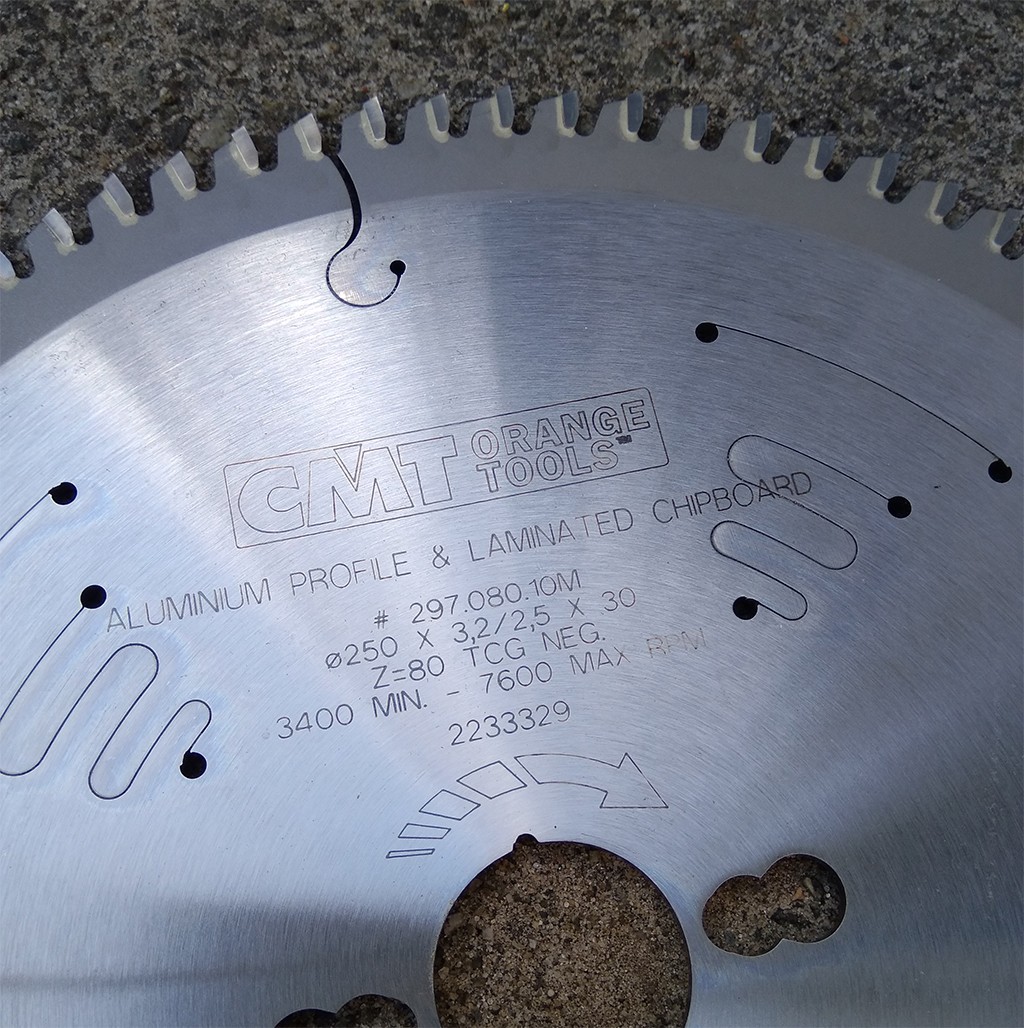 CMT ORANGE TOOLS™
ALUMINIUM PROFILE & LAMINATED CHIPBOARD
# 297.080.10M
ø250 X 3,2/2,5 X 30
Z=80 TCG NEG.
3400 MIN. - 7600 MAX RPM
2233329